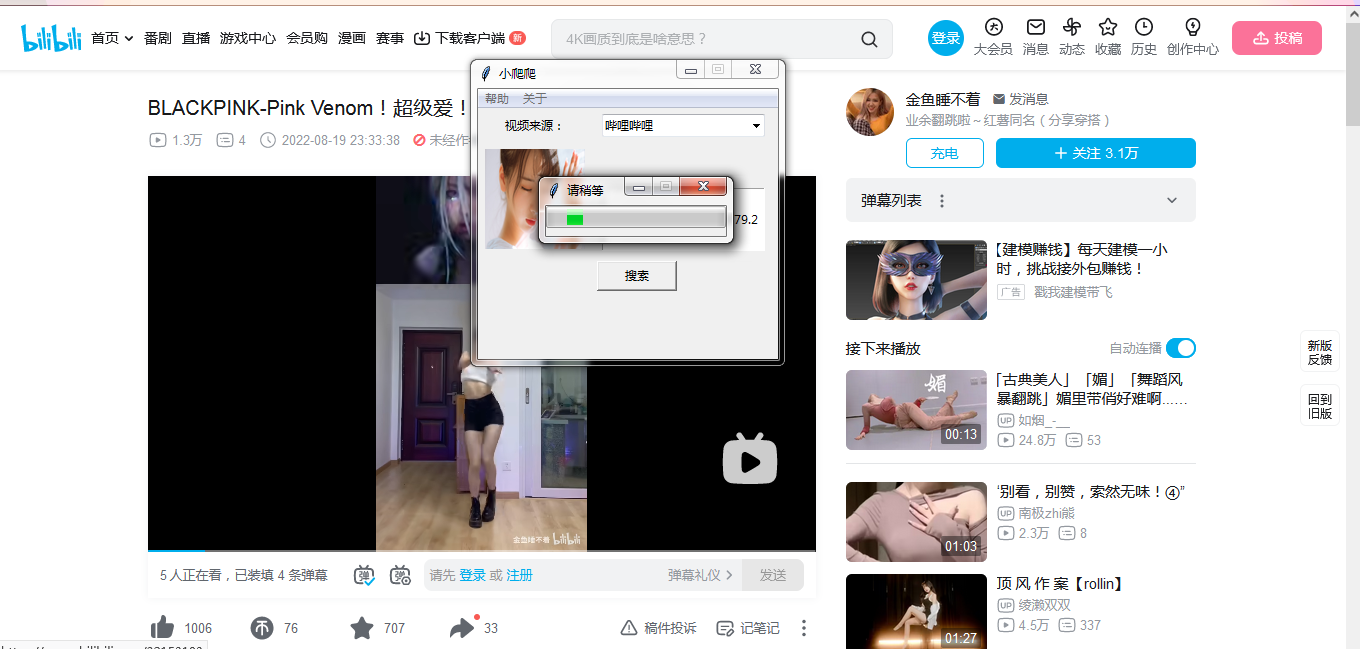 bilibili 首页 番剧 直播 游戏中心 会员购 漫画 赛事 下载客户端 新
4K画质到底是啥意思？
登录 大会员 消息 动态 收藏 历史 创作中心 投稿
BLACKPINK-Pink Venom！超级爱！
1.3万 4 2022-08-19 23:33:38 未经作
小爬爬
帮助 关于
视频来源： 哔哩哔哩
请稍等
79.2
搜索
金鱼睡不着 bilibili
5 人正在看，已装填 4 条弹幕
弹 弹
请先 登录 或 注册
弹幕礼仪 发送
1006 76 707 33
稿件投诉 记笔记
金鱼睡不着 发消息
业余翻跳啦～红薯同名（分享穿搭）
充电 + 关注 3.1万
弹幕列表
【建模赚钱】每天建模一小
时，挑战接外包赚钱！
广告 戳我建模带飞
接下来播放 自动连播
媚
00:13
「古典美人」「媚」「舞蹈风
暴翻跳」媚里带俏好难啊……
UP 如烟_-__
24.8万 53
01:03
'别看，别赞，索然无味！④”
UP 南极zhi熊
2.3万 8
01:27
顶 风 作 案【rollin】
UP 绫濑双双
4.5万 337
新版
反馈
回到
旧版